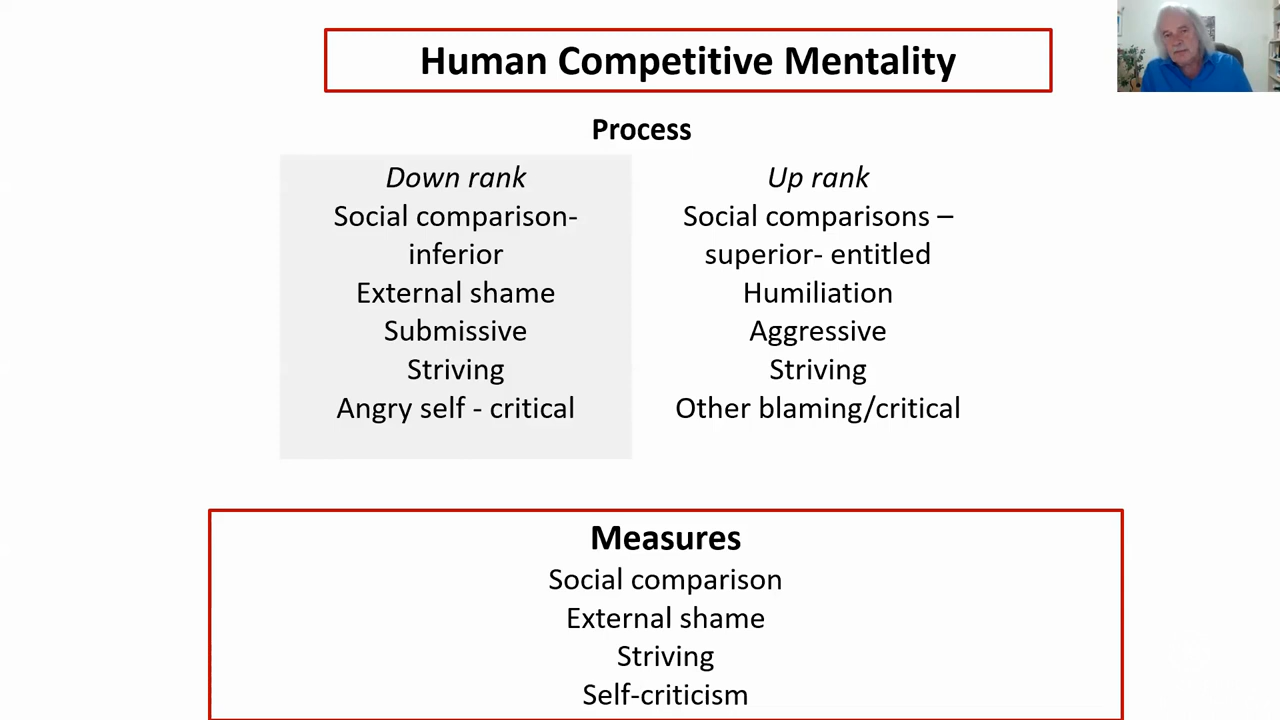 Human Competitive Mentality
Process
Down rank
Social comparison-
inferior
External shame
Submissive
Striving
Angry self - critical
Up rank
Social comparisons –
superior- entitled
Humiliation
Aggressive
Striving
Other blaming/critical
Measures
Social comparison
External shame
Striving
Self-criticism